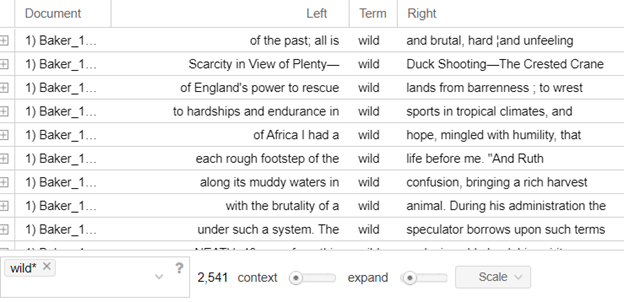 Document Left Term Right
1) Baker_1... of the past; all is wild and brutal, hard ¦and unfeeling
1) Baker_1... Scarcity in View of Plenty— wild Duck Shooting—The Crested Crane
1) Baker_1... of England's power to rescue wild lands from barrenness ; to wrest
1) Baker_1... to hardships and endurance in wild sports in tropical climates, and
1) Baker_1... of Africa I had a wild hope, mingled with humility, that
1) Baker_1... each rough footstep of the wild life before me. "And Ruth
1) Baker_1... along its muddy waters in wild confusion, bringing a rich harvest
1) Baker_1... with the brutality of a wild animal. During his administration the
1) Baker_1... under such a system. The wild speculator borrows upon such terms
wild* × ? 2,541 context expand Scale